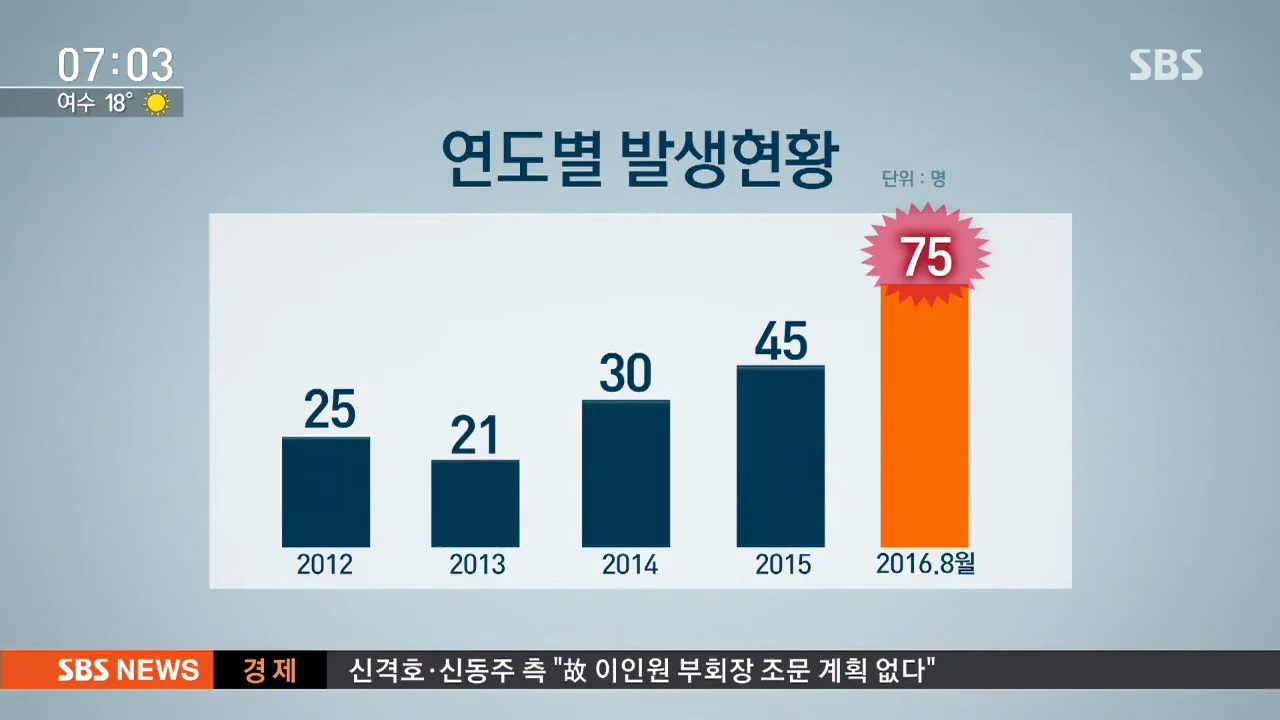 07:03
SBS
여수 18°
연도별 발생현황
단위 : 명
75
45
30
25
21
2012
2013
2014
2015
2016.8월
SBS NEWS
경제
신격호·신동주 측 "故 이인원 부회장 조문 계획 없다"